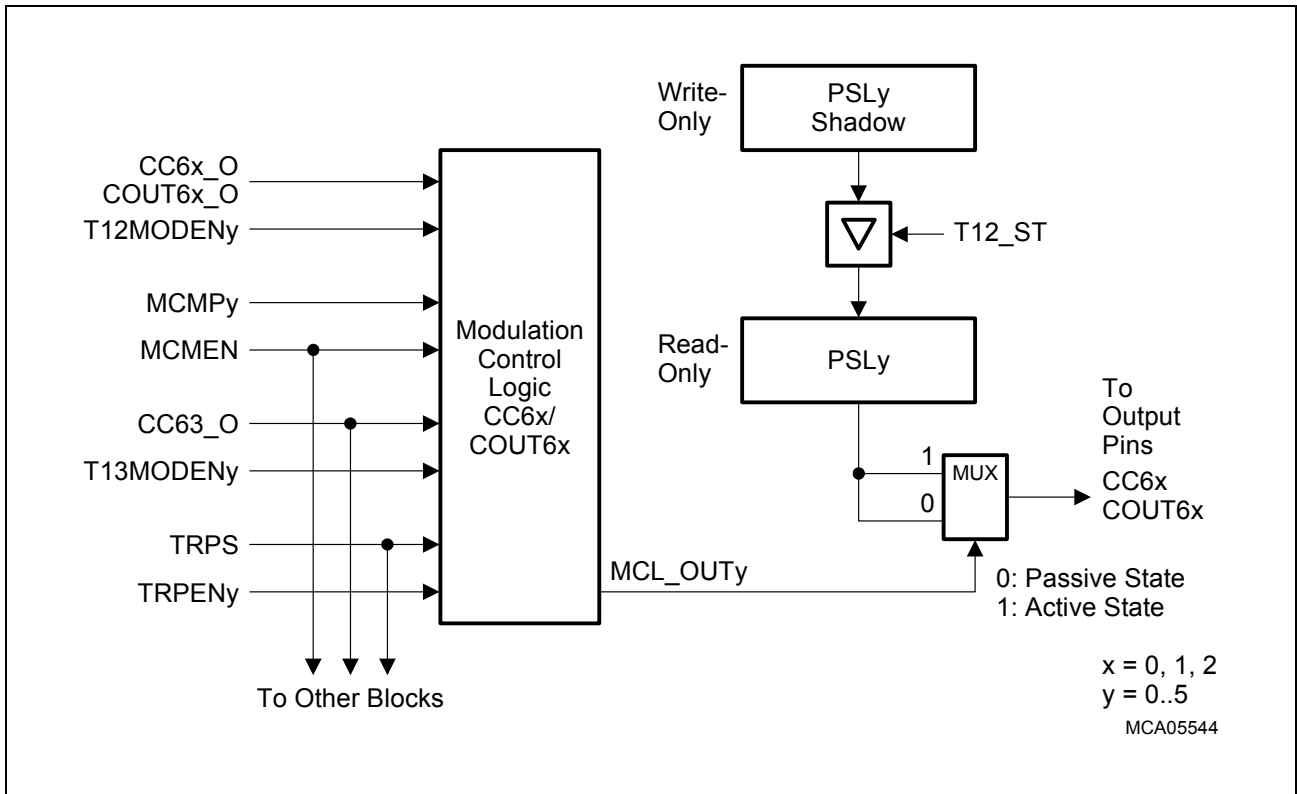 Write-
Only
PSLy
Shadow
CC6x_O
COUT6x_O
T12MODENy
MCMPy
MCMEN
CC63_O
T13MODENy
TRPS
TRPENy
To Other Blocks
Modulation
Control
Logic
CC6x/
COUT6x
T12_ST
Read-
Only
PSLy
1
0
MUX
To
Output
Pins
CC6x
COUT6x
MCL_OUTy
0: Passive State
1: Active State
x = 0, 1, 2
y = 0..5
MCA05544